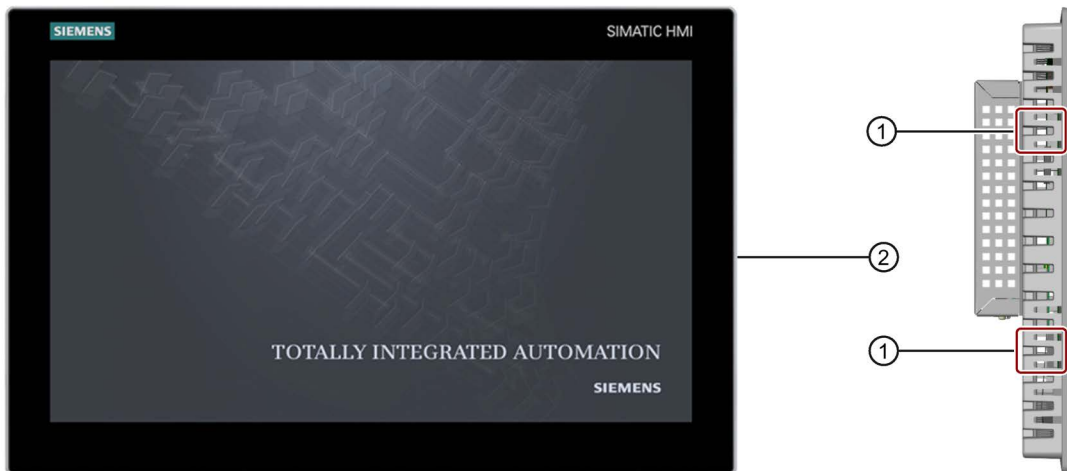 SIEMENS
SIMATIC HMI
①
②
TOTALLY INTEGRATED AUTOMATION
①
SIEMENS